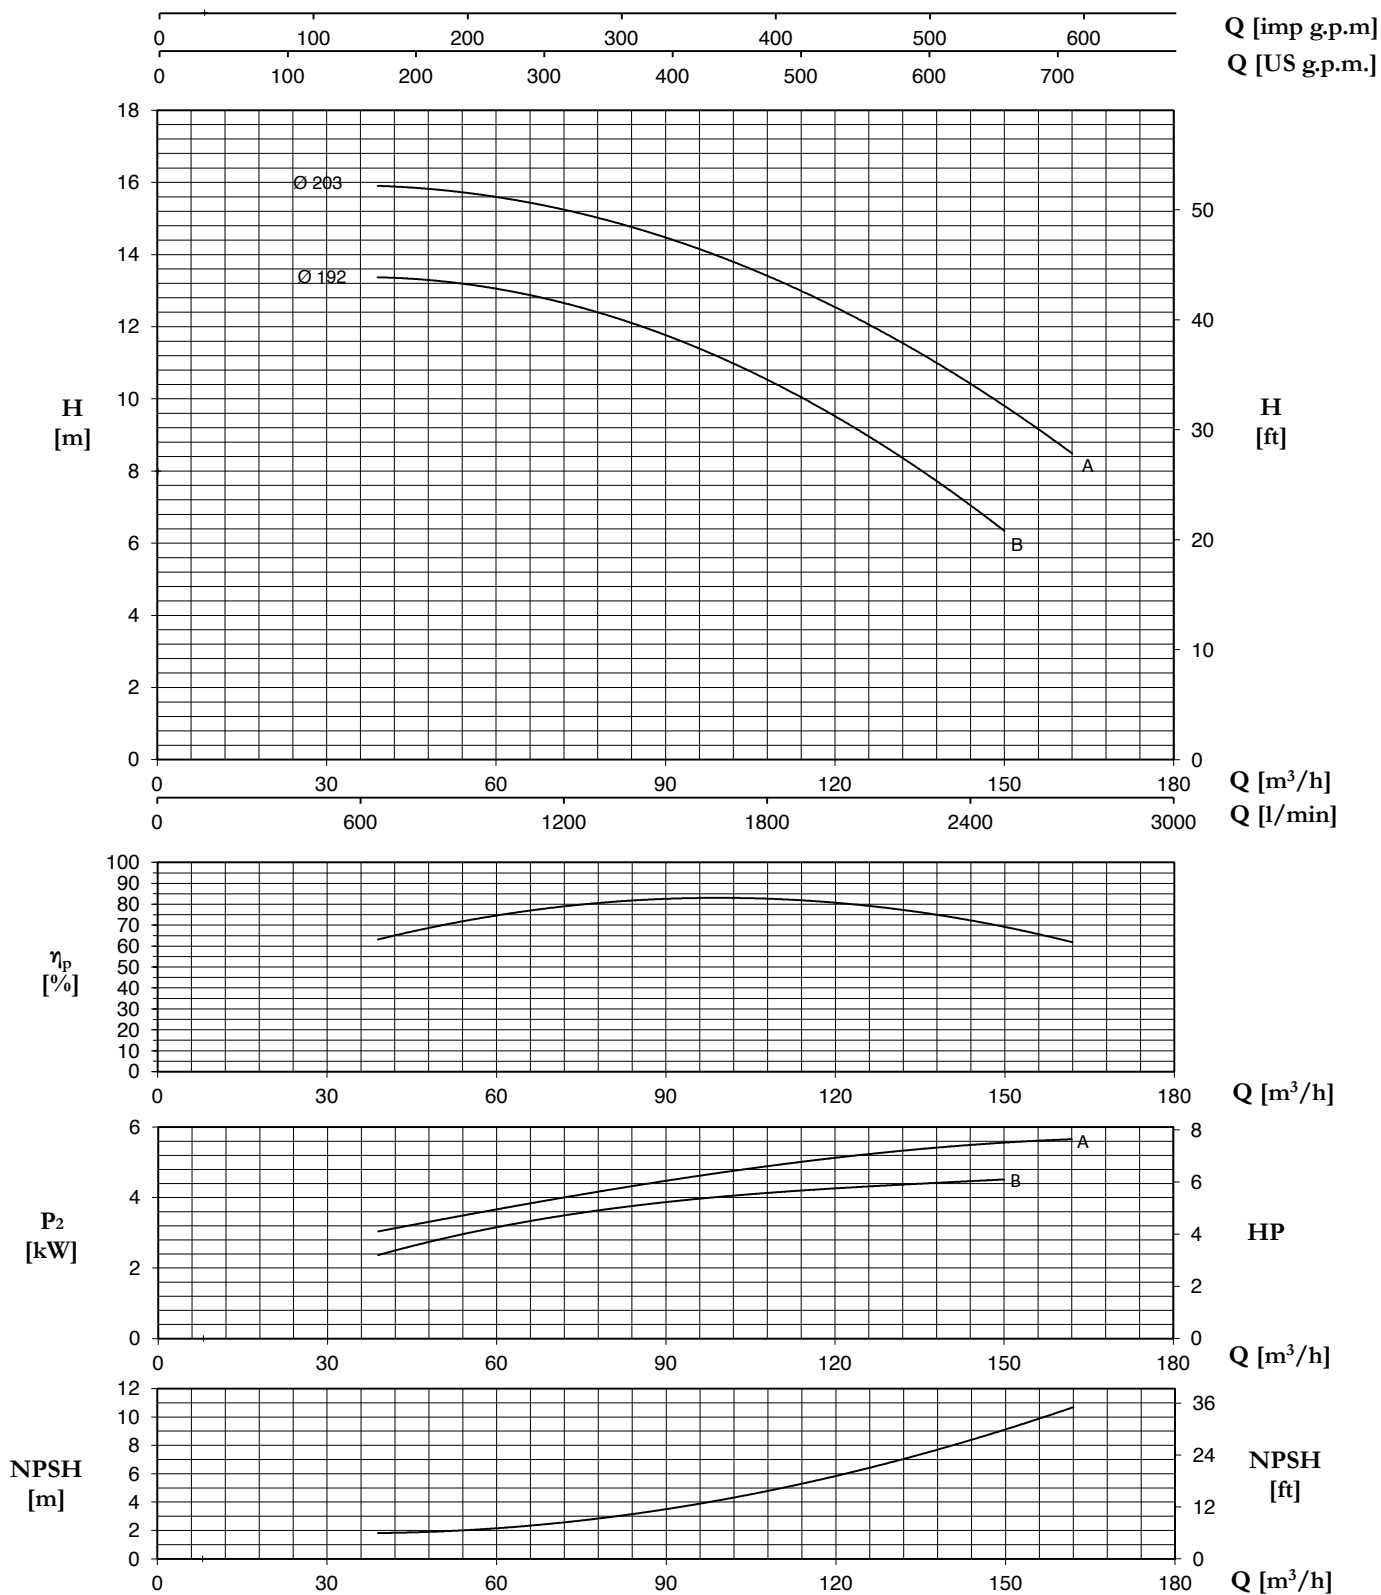 0 100 200 300 400 500 600 Q [imp g.p.m]
0 100 200 300 400 500 600 700 Q [US g.p.m.]
18
16 Ø 203 50
14
Ø 192
12 40
10
H [m] 30 H [ft]
8 A
6 B 20
4
2 10
0 0
0 30 60 90 120 150 180 Q [m³/h]
0 600 1200 1800 2400 3000 Q [l/min]
100
90
80
70
60
50
40
30
20
10
0
ηp [%]
0 30 60 90 120 150 180 Q [m³/h]
6 8
A
B 6
4
P2 [kW] 4 HP
2 2
0 0
0 30 60 90 120 150 180 Q [m³/h]
12
10 36
8
NPSH [m] 24 NPSH [ft]
6
4 12
2
0 0
0 30 60 90 120 150 180 Q [m³/h]